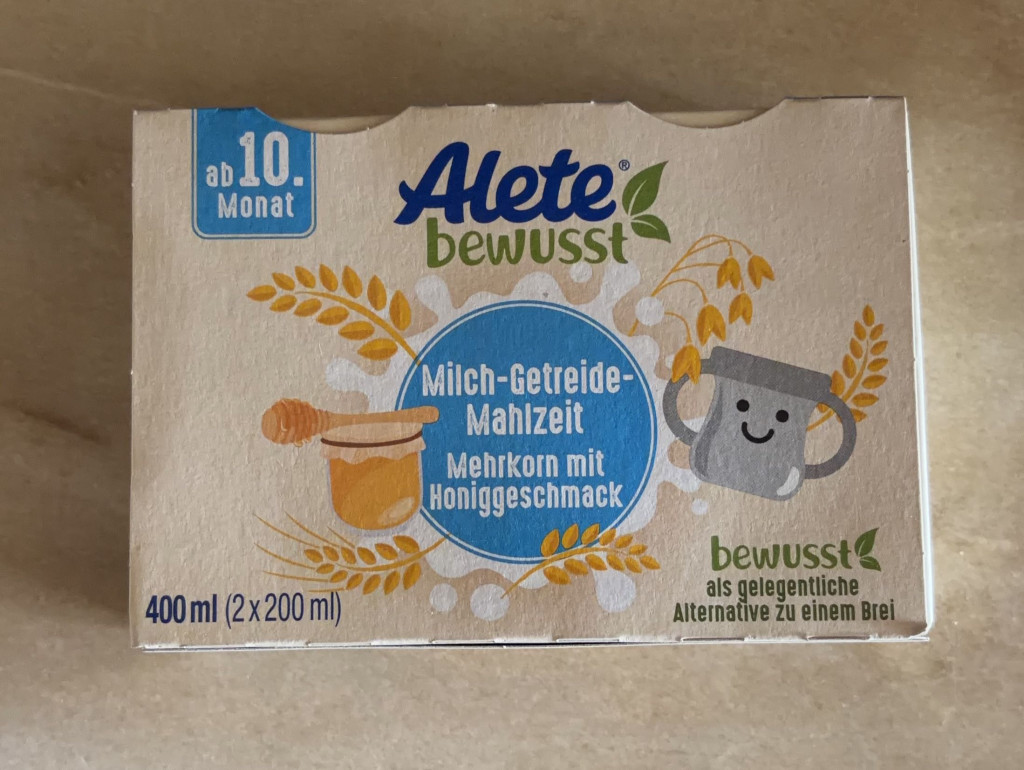 ab 10.
Monat
Alete®
bewusst
Milch-Getreide-
Mahlzeit
Mehrkorn mit
Honiggeschmack
400 ml (2 x 200 ml)
bewusst
als gelegentliche
Alternative zu einem Brei